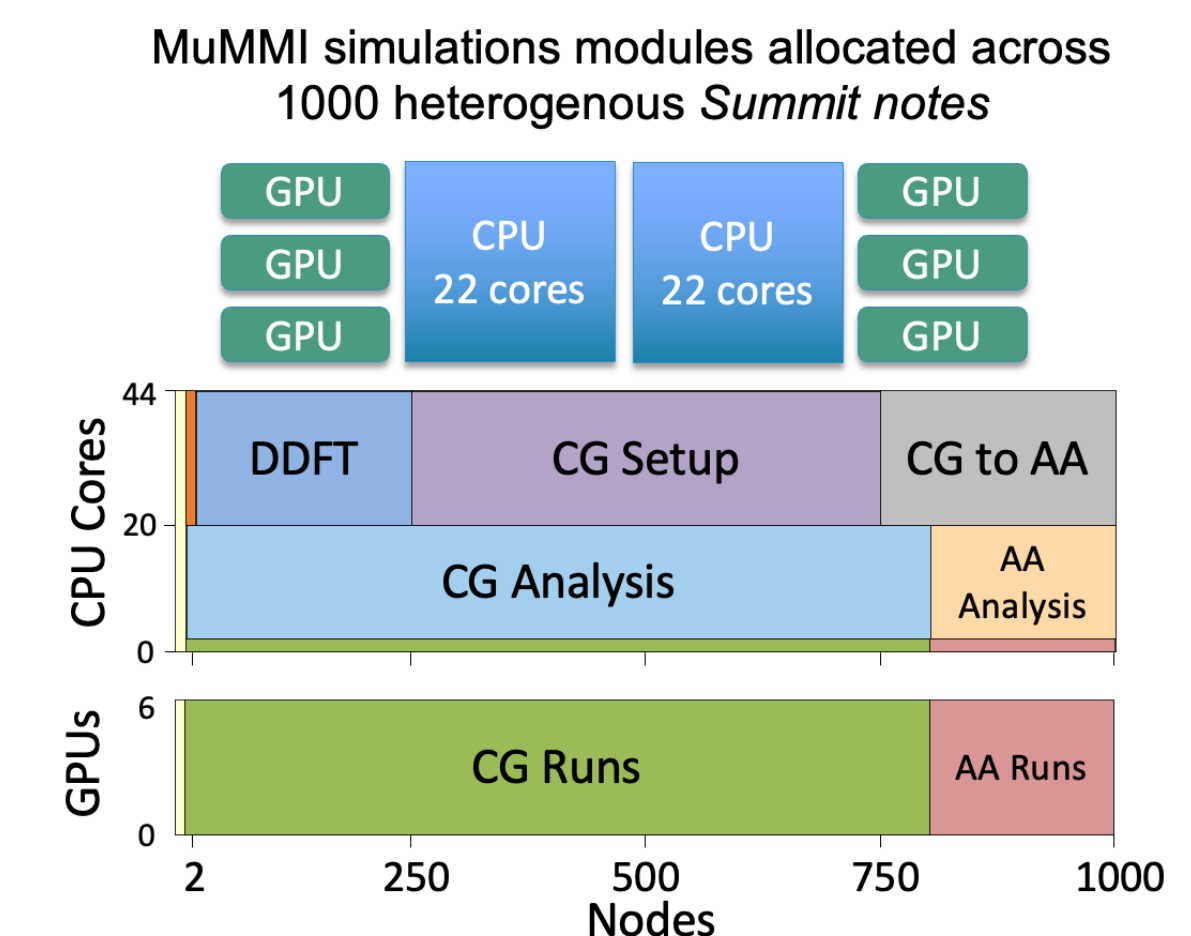 MuMMI simulations modules allocated across
1000 heterogenous Summit notes
GPU
GPU
GPU
CPU
22 cores
CPU
22 cores
GPU
GPU
GPU
CPU Cores
44
20
0
DDFT
CG Setup
CG to AA
CG Analysis
AA
Analysis
GPUs
6
0
CG Runs
AA Runs
2 250 500 750 1000
Nodes